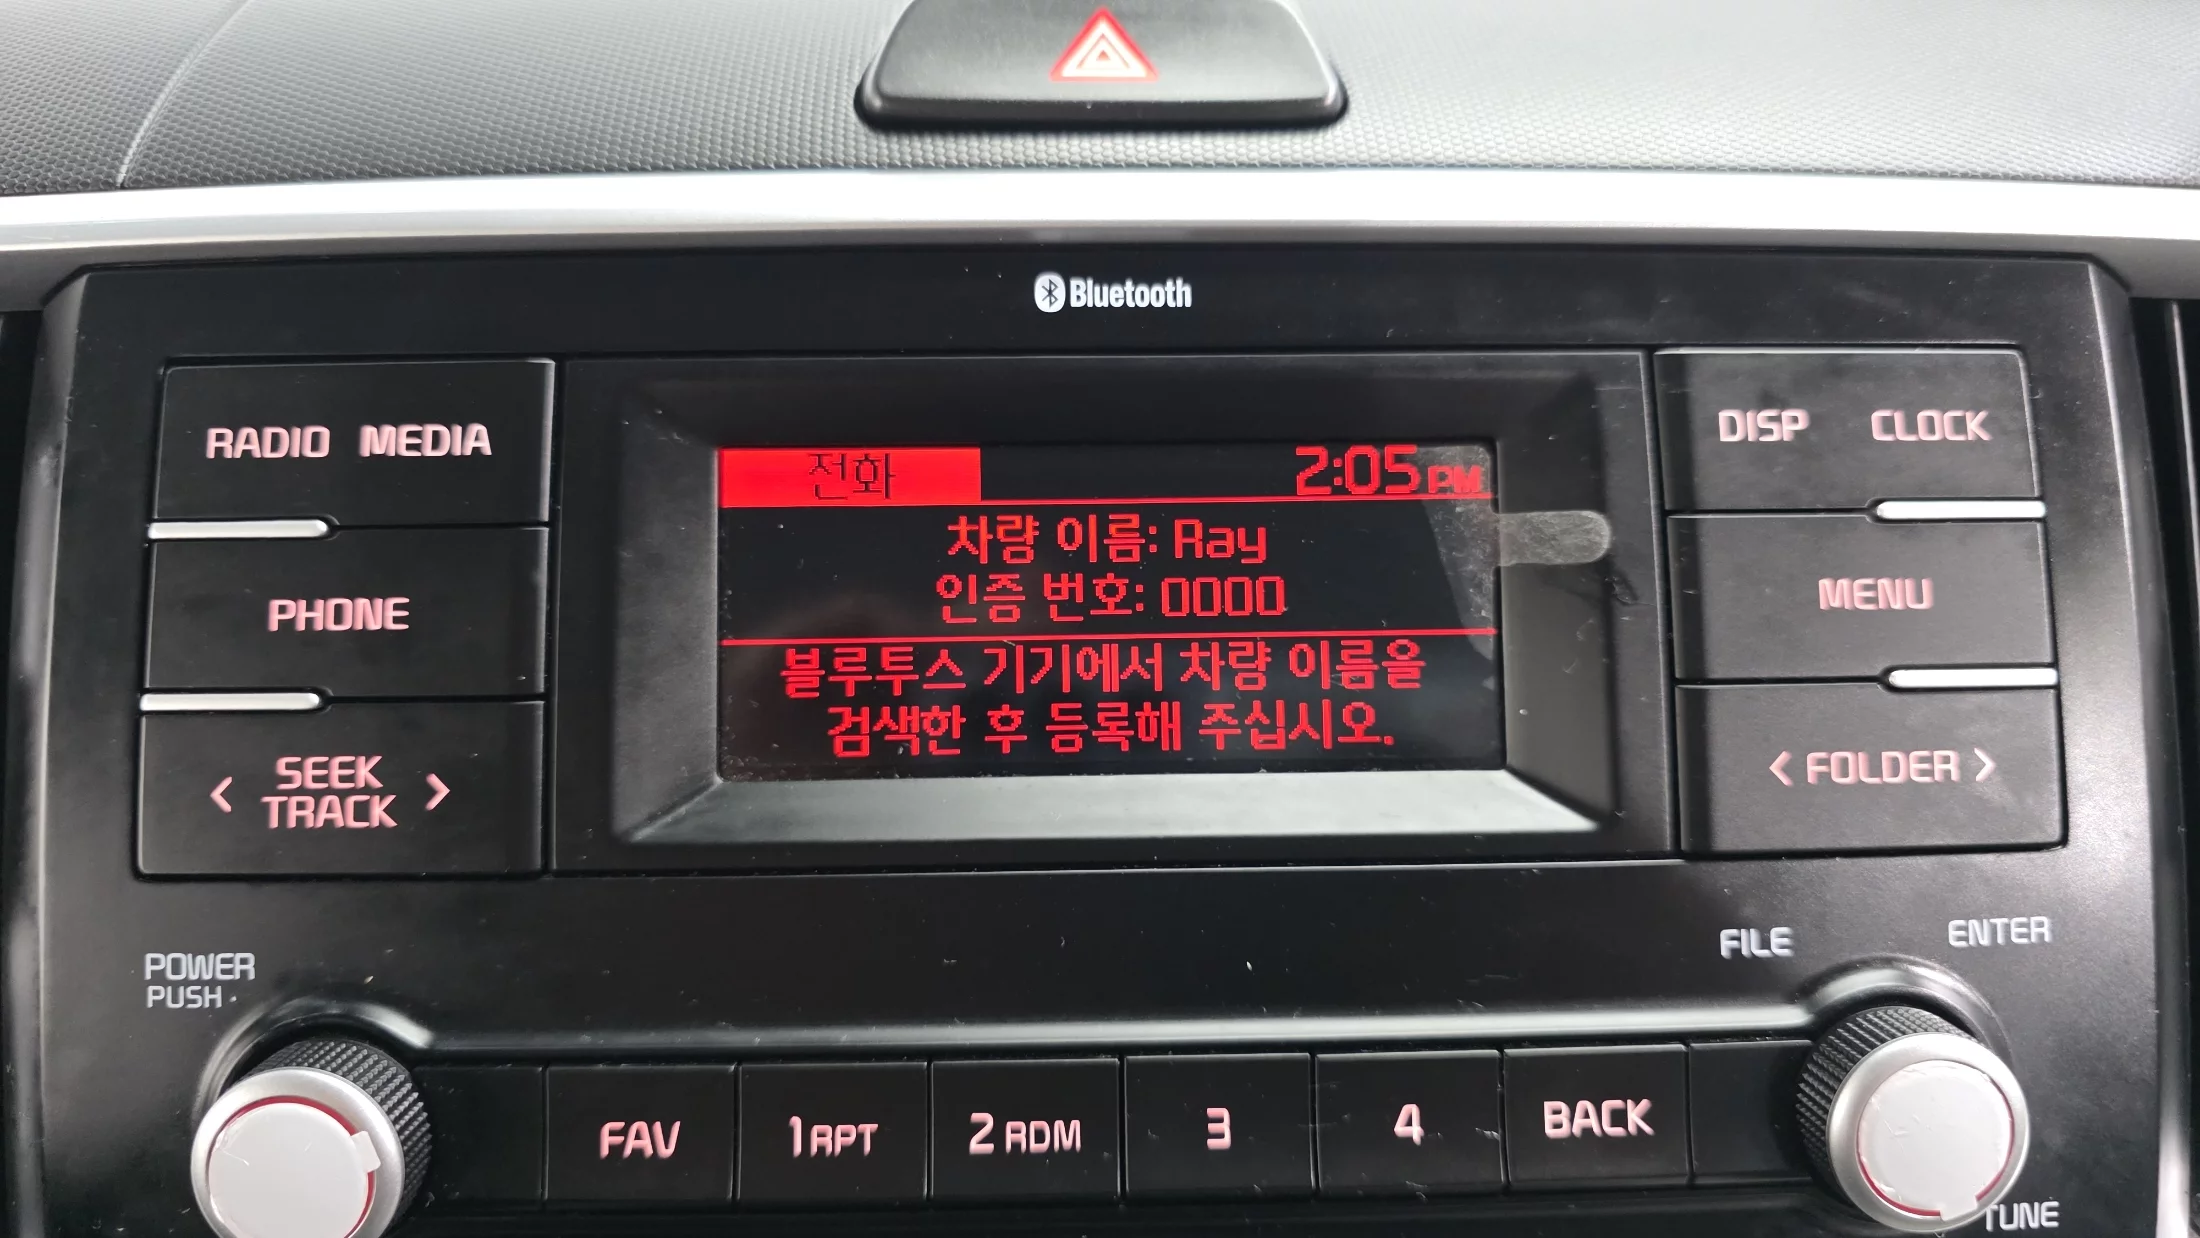 Bluetooth
RADIO MEDIA
PHONE
< SEEK TRACK >
전화
2:05 PM
차량 이름: Ray
인증 번호: 0000
블루투스 기기에서 차량 이름을
검색한 후 등록해 주십시오.
DISP CLOCK
MENU
< FOLDER >
POWER
PUSH
FILE
ENTER
FAV
1 RPT
2 RDM
3
4
BACK
TUNE